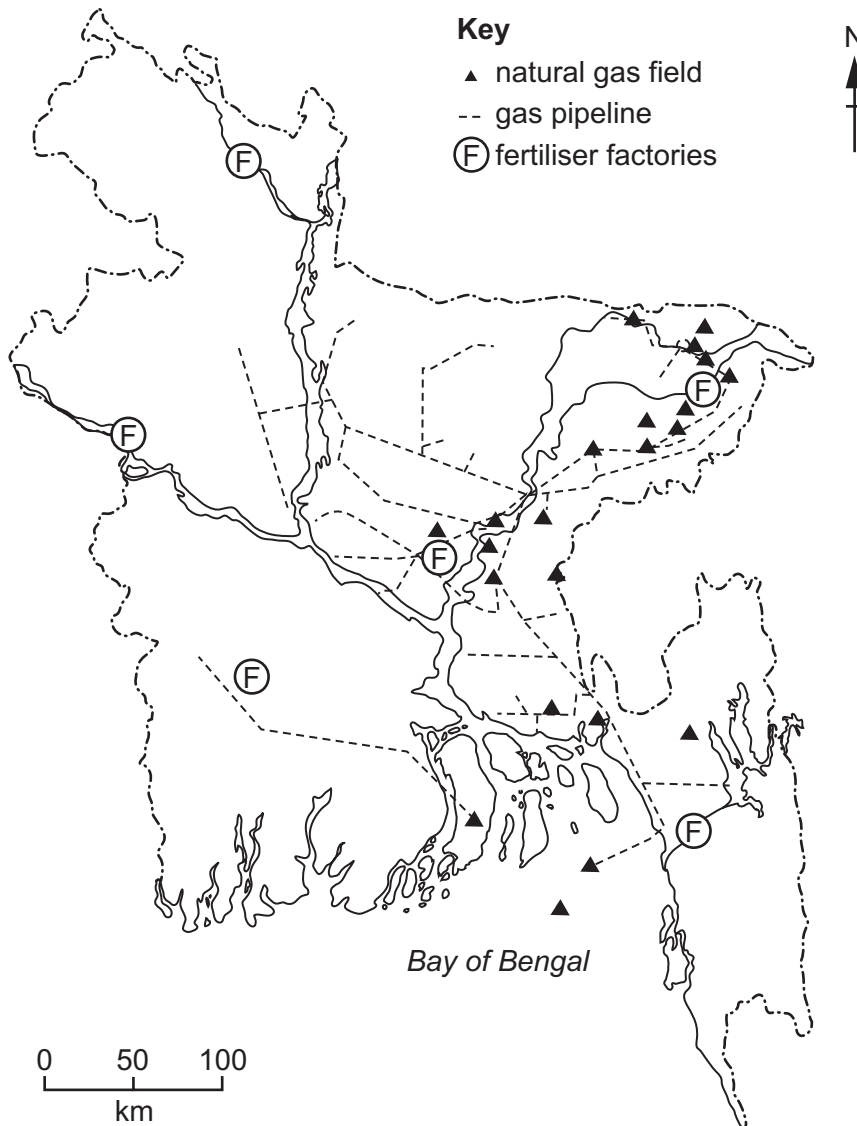 Key
natural gas field
gas pipeline
F fertiliser factories
N
F
F
F
F
F
F
Bay of Bengal
0 50 100
km